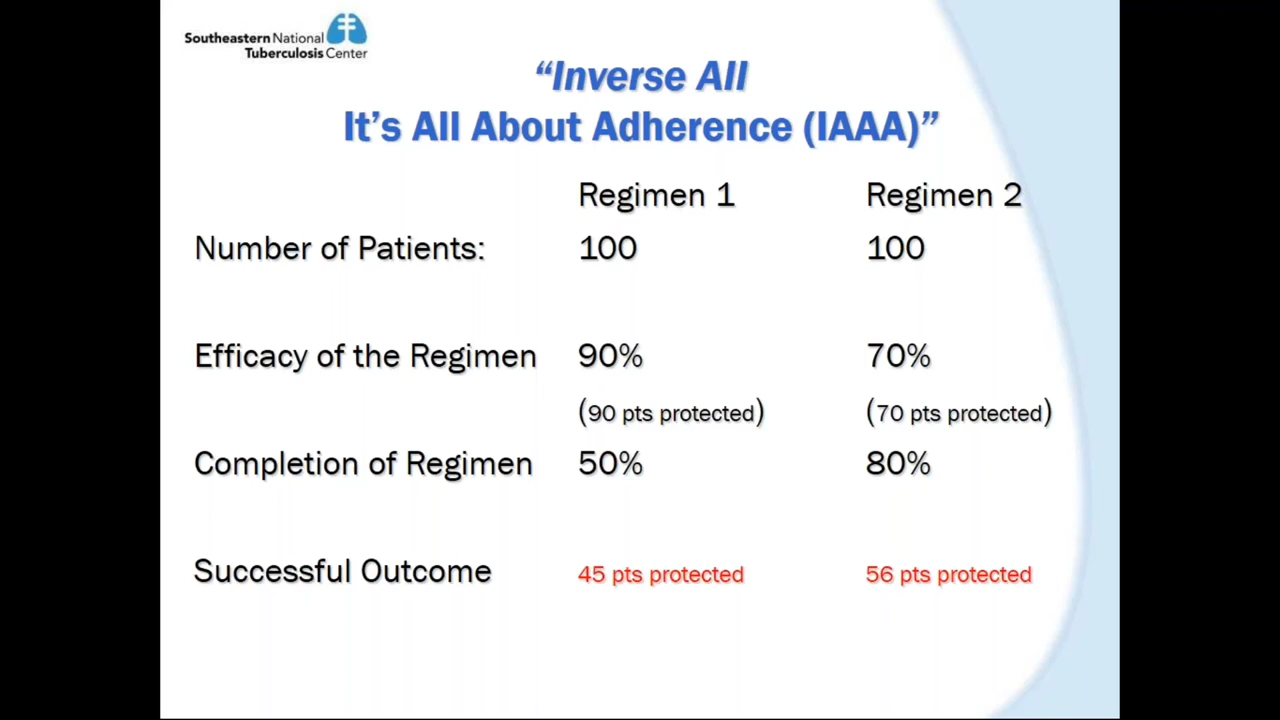 Southeastern National
Tuberculosis Center
“Inverse All
It’s All About Adherence (IAAA)”
Regimen 1 Regimen 2
Number of Patients: 100 100
Efficacy of the Regimen 90% 70%
(90 pts protected) (70 pts protected)
Completion of Regimen 50% 80%
Successful Outcome 45 pts protected 56 pts protected